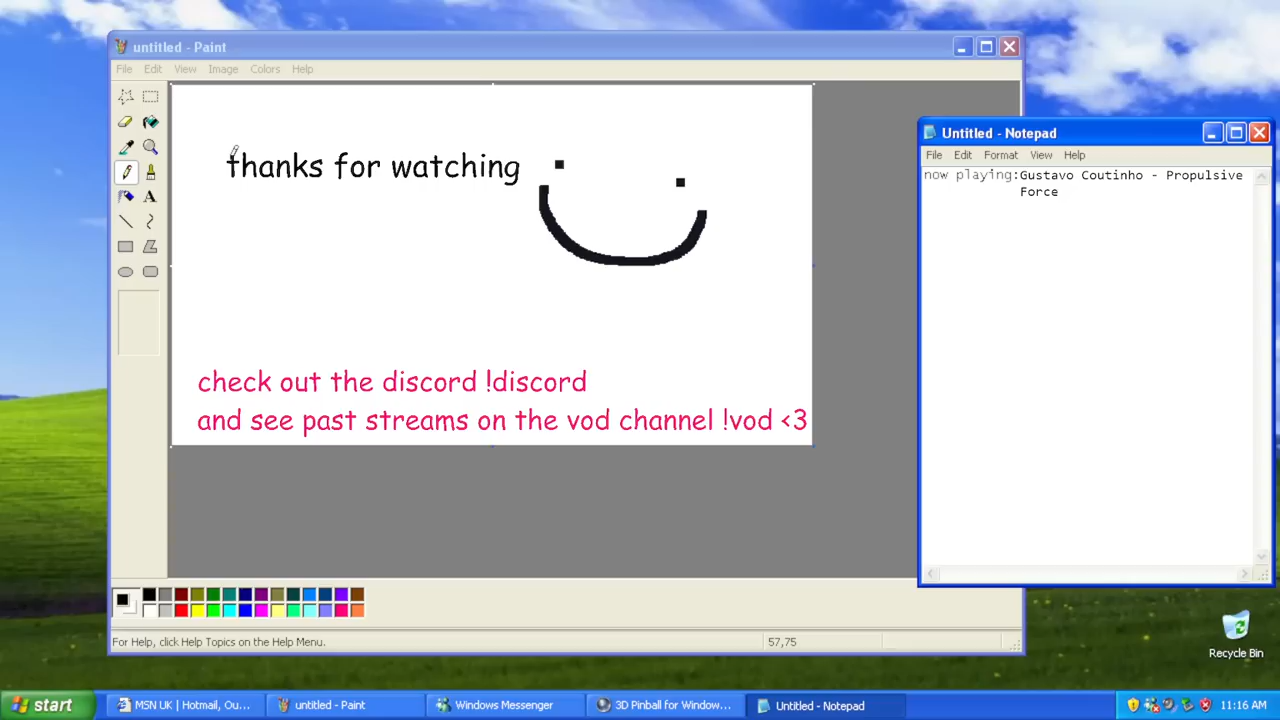 untitled - Paint
File Edit View Image Colors Help
thanks for watching
check out the discord !discord
and see past streams on the vod channel !vod <3
For Help, click Help Topics on the Help Menu.
57,75
Untitled - Notepad
File Edit Format View Help
now playing:Gustavo Coutinho - Propulsive
Force
Recycle Bin
start
MSN UK | Hotmail, Ou...
untitled - Paint
Windows Messenger
3D Pinball for Window...
Untitled - Notepad
11:16 AM